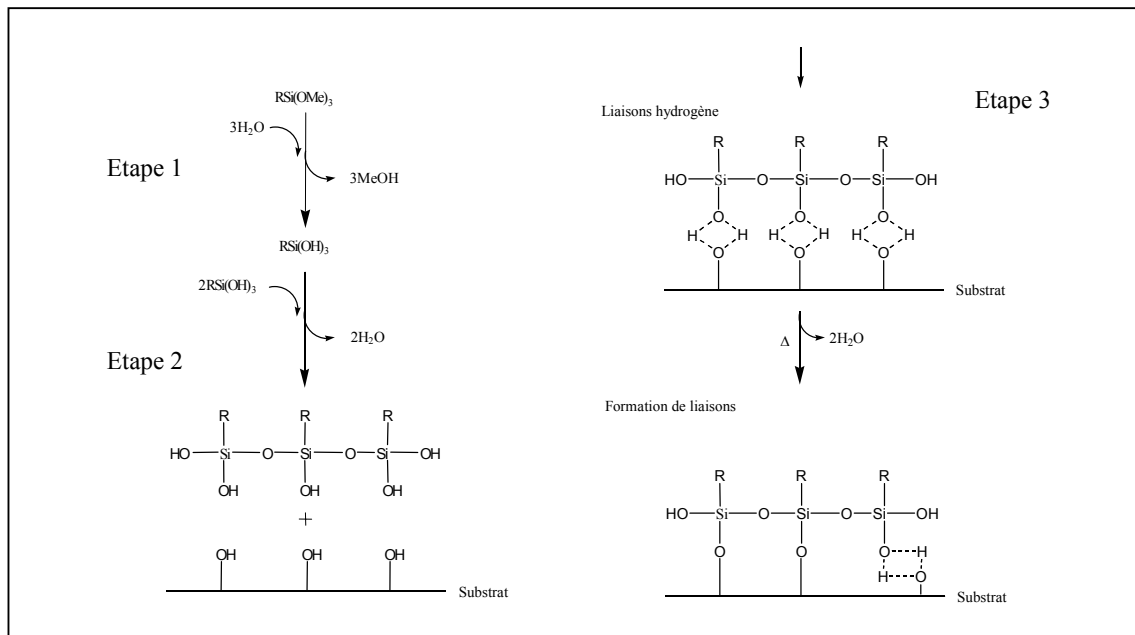 RSi(OMe)₃
3H₂O
Etape 1
3MeOH
RSi(OH)₃
2RSi(OH)₃
2H₂O
Etape 2
R R R
HO Si O Si O Si OH
OH OH OH
+
OH OH OH
Substrat
Etape 3
Liaisons hydrogène
R R R
HO Si O Si O Si OH
O O O
H H H H H H
O O O
Substrat
Δ 2H₂O
Formation de liaisons
R R R
HO Si O Si O Si OH
O O O H
H O
Substrat